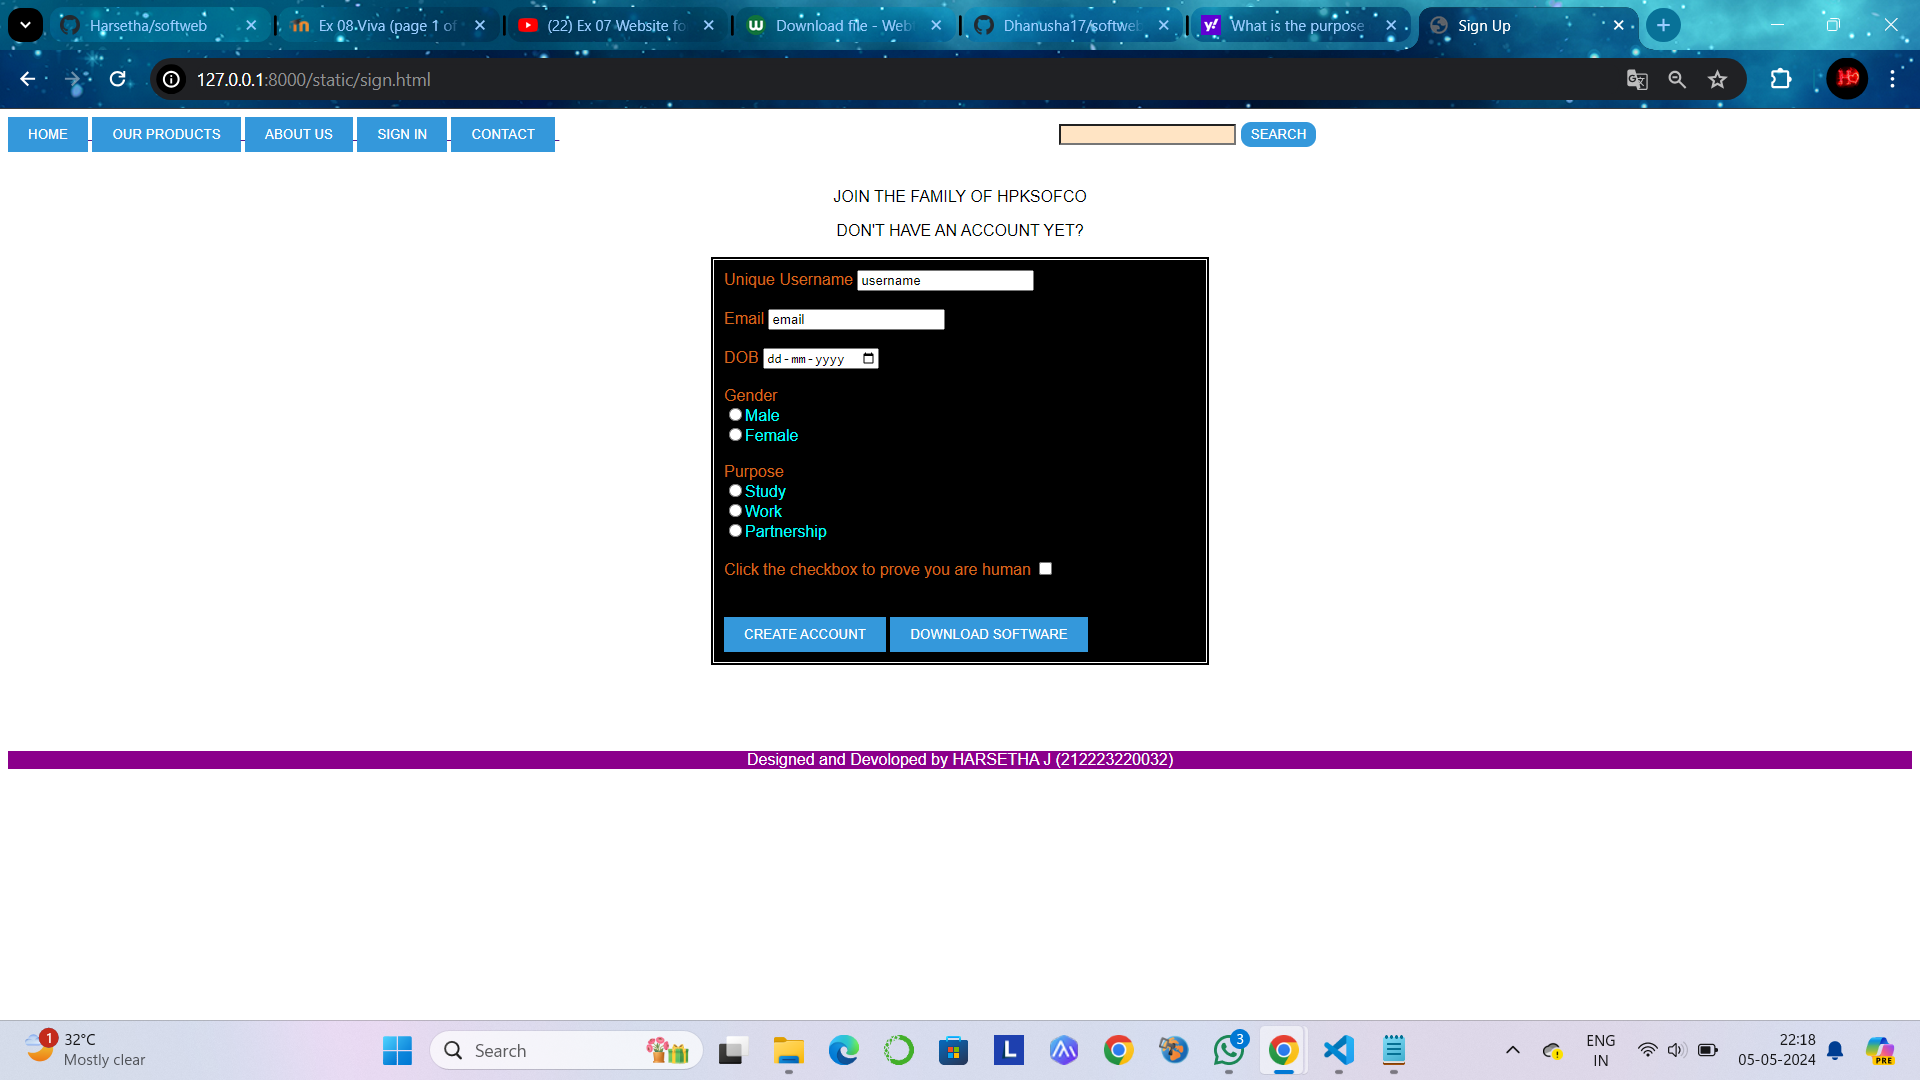 Harsetha/softweb
Ex 08 Viva (page 1 of
(22) Ex 07 Website fo
Download file - Web
Dhanusha17/softweb
What is the purpose
Sign Up
127.0.0.1:8000/static/sign.html
HOME OUR PRODUCTS ABOUT US SIGN IN CONTACT SEARCH
JOIN THE FAMILY OF HPKSOFCO
DON'T HAVE AN ACCOUNT YET?
Unique Username username
Email email
DOB dd-mm-yyyy
Gender
Male
Female
Purpose
Study
Work
Partnership
Click the checkbox to prove you are human
CREATE ACCOUNT DOWNLOAD SOFTWARE
Designed and Devoloped by HARSETHA J (212223220032)
1
32°C
Mostly clear
Search
L
3
ENG
IN
22:18
05-05-2024
PRE